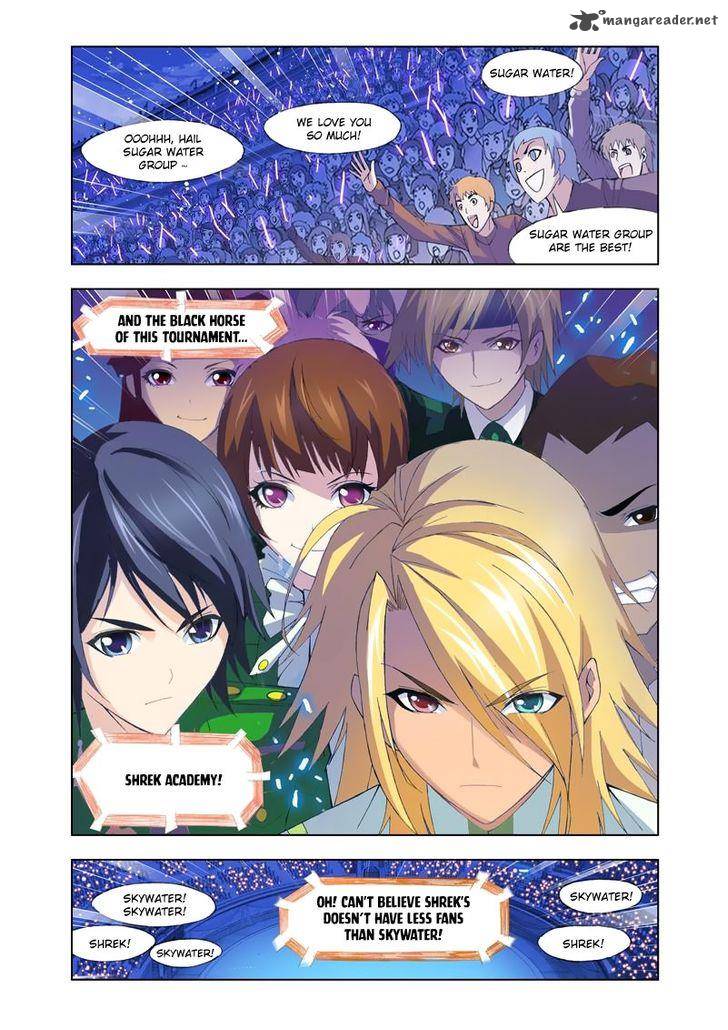 mangareader.net
SUGAR WATER!
WE LOVE YOU
SO MUCH!
OOOHHH, HAIL
SUGAR WATER
GROUP ~
SUGAR WATER GROUP
ARE THE BEST!
AND THE BLACK HORSE
OF THIS TOURNAMENT...
SHREK ACADEMY!
SKYWATER!
SKYWATER!
SHREK!
SKYWATER!
OH! CAN'T BELIEVE SHREK'S
DOESN'T HAVE LESS FANS
THAN SKYWATER!
SKYWATER!
SHREK!